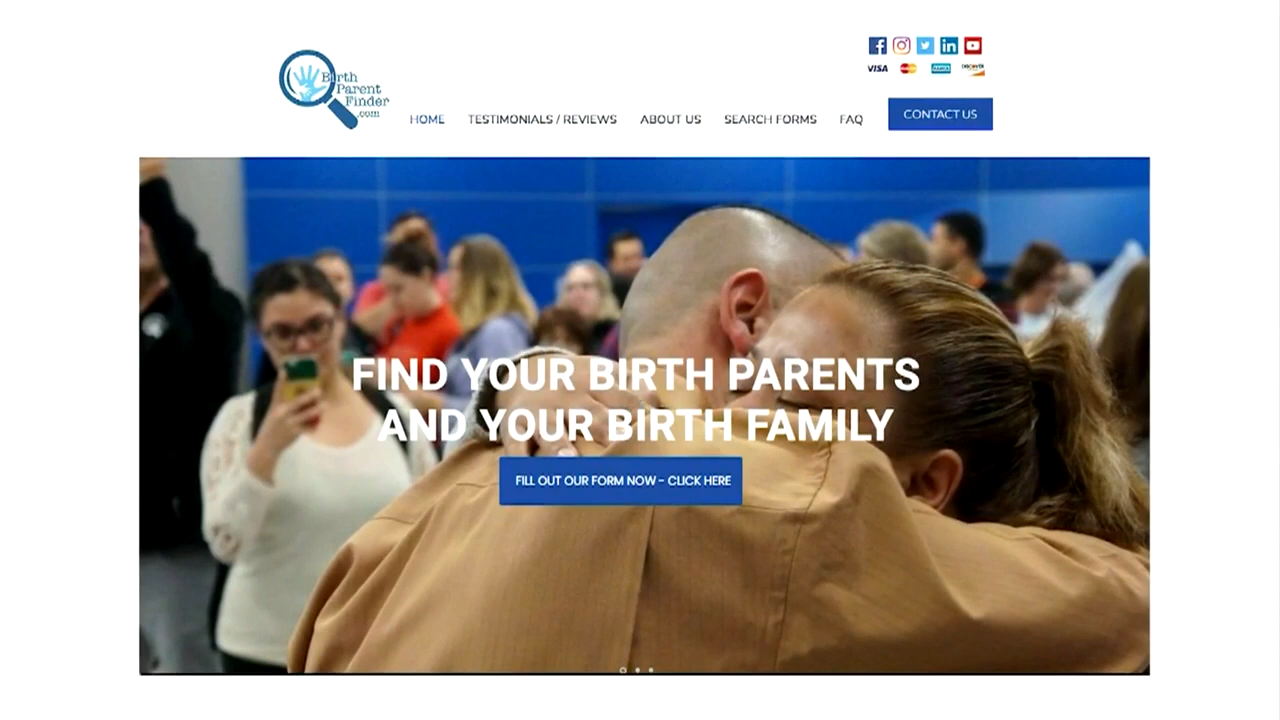 Birth
Parent
Finder
.com
VISA
DISCOVER
HOME
TESTIMONIALS / REVIEWS
ABOUT US
SEARCH FORMS
FAQ
CONTACT US
FIND YOUR BIRTH PARENTS
AND YOUR BIRTH FAMILY
FILL OUT OUR FORM NOW - CLICK HERE